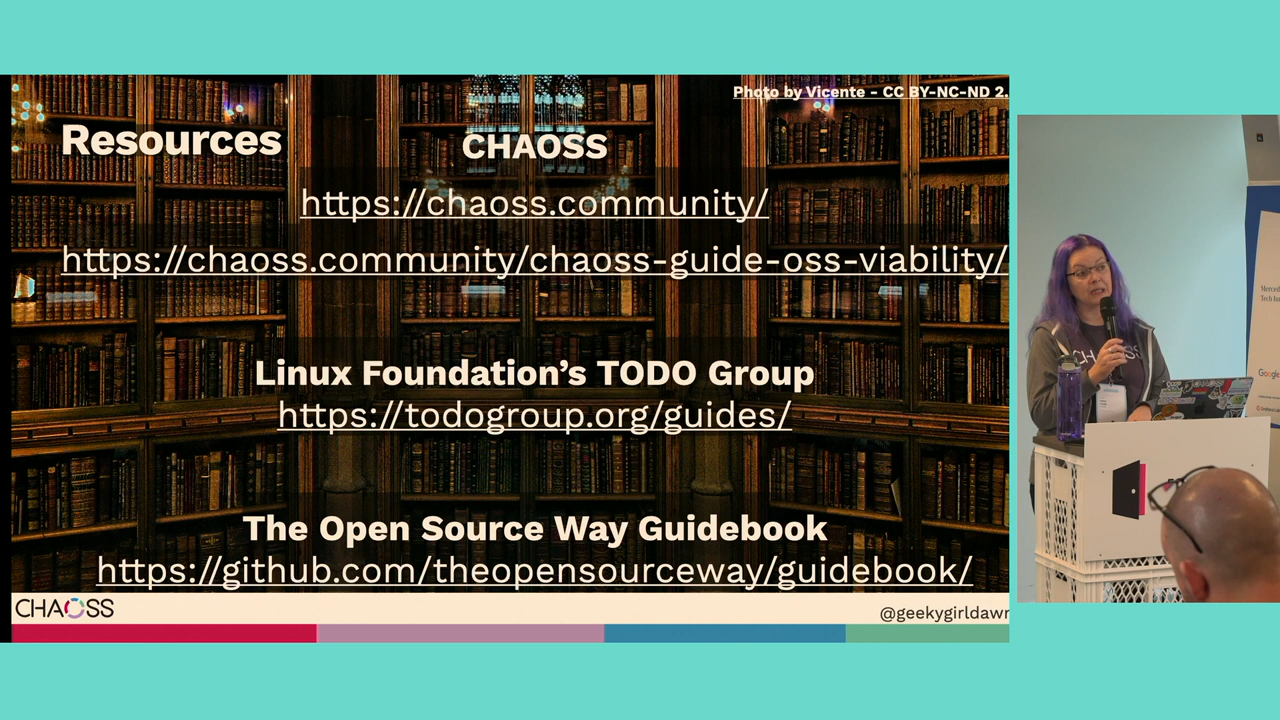 Photo by Vicente - CC BY-NC-ND 2.
Resources
CHAOSS
https://chaoss.community/
https://chaoss.community/chaoss-guide-oss-viability/
Linux Foundation’s TODO Group
https://todogroup.org/guides/
The Open Source Way Guidebook
https://github.com/theopensourceway/guidebook/
CHAOSS
@geekygirldawn
CHAOSS
Google